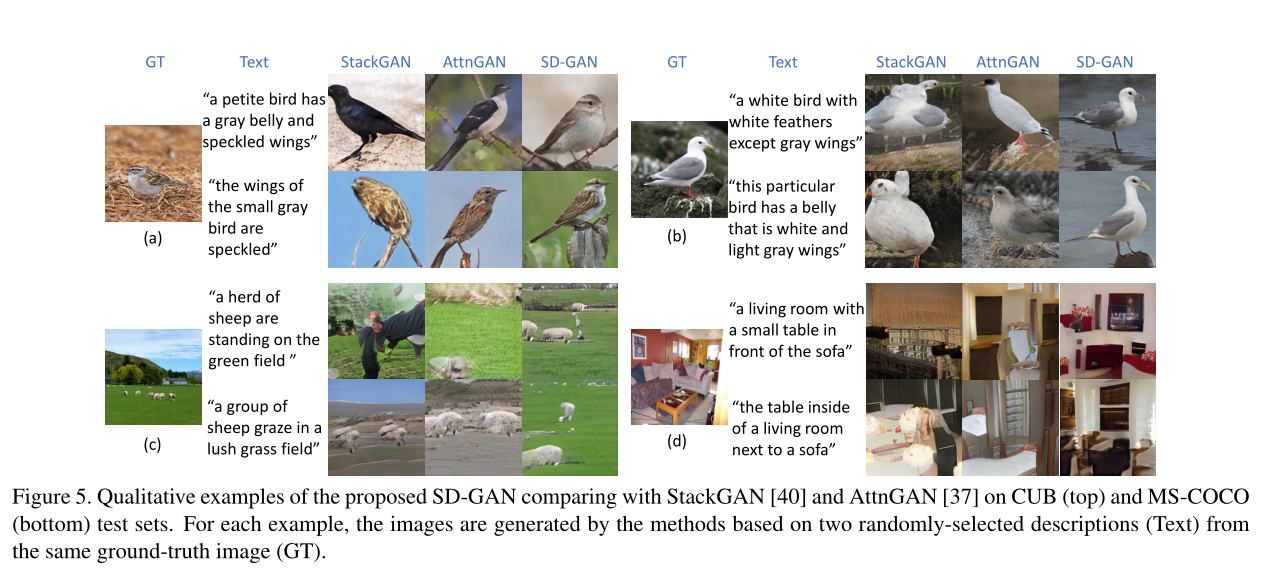 GT Text StackGAN AttnGAN SD-GAN GT Text StackGAN AttnGAN SD-GAN
“a petite bird has
a gray belly and
speckled wings”
“the wings of
the small gray
bird are
speckled”
(a)
“a white bird with
white feathers
except gray wings”
“this particular
bird has a belly
that is white and
light gray wings”
(b)
“a herd of
sheep are
standing on the
green field ”
“a group of
sheep graze in a
lush grass field”
(c)
“a living room with
a small table in
front of the sofa”
“the table inside
of a living room
next to a sofa”
(d)
Figure 5. Qualitative examples of the proposed SD-GAN comparing with StackGAN [40] and AttnGAN [37] on CUB (top) and MS-COCO
(bottom) test sets. For each example, the images are generated by the methods based on two randomly-selected descriptions (Text) from
the same ground-truth image (GT).